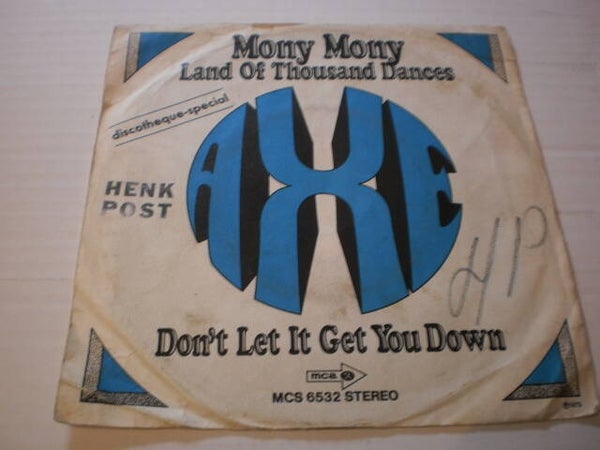 Mony Mony
Land Of Thousand Dances
discotheque-special
AXE
HENK
POST
HP
Don't Let It Get You Down
mca
MCS 6532 STEREO